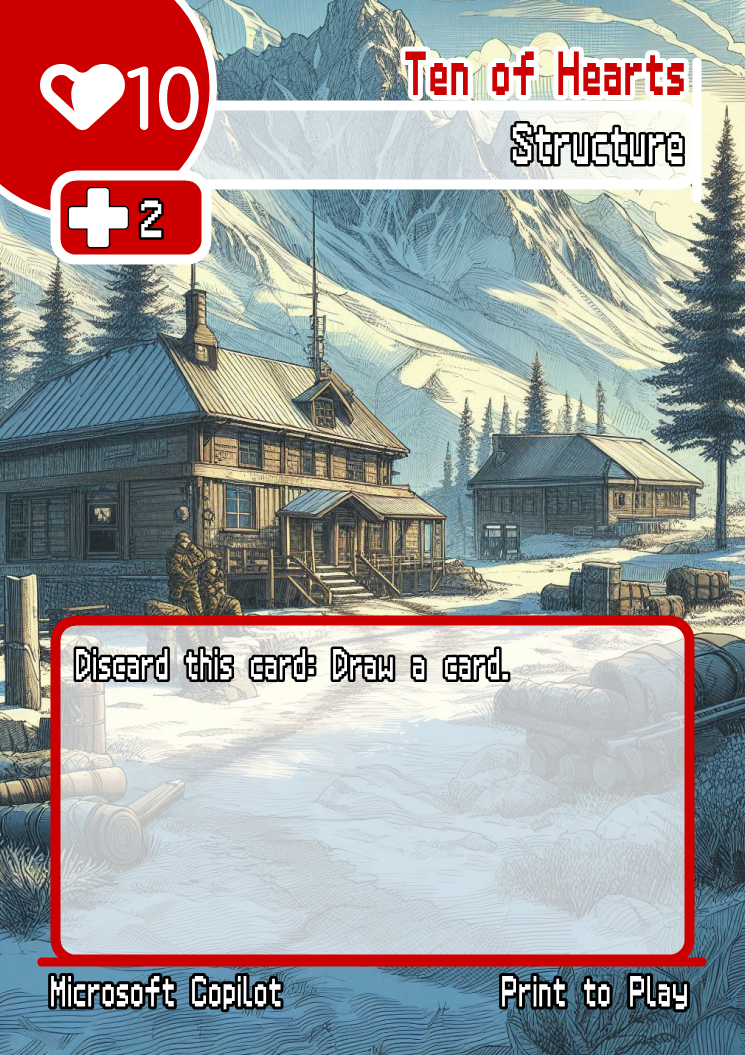 10
Ten of Hearts
Structure
2
Discard this card: Draw a card.
Microsoft Copilot
Print to Play